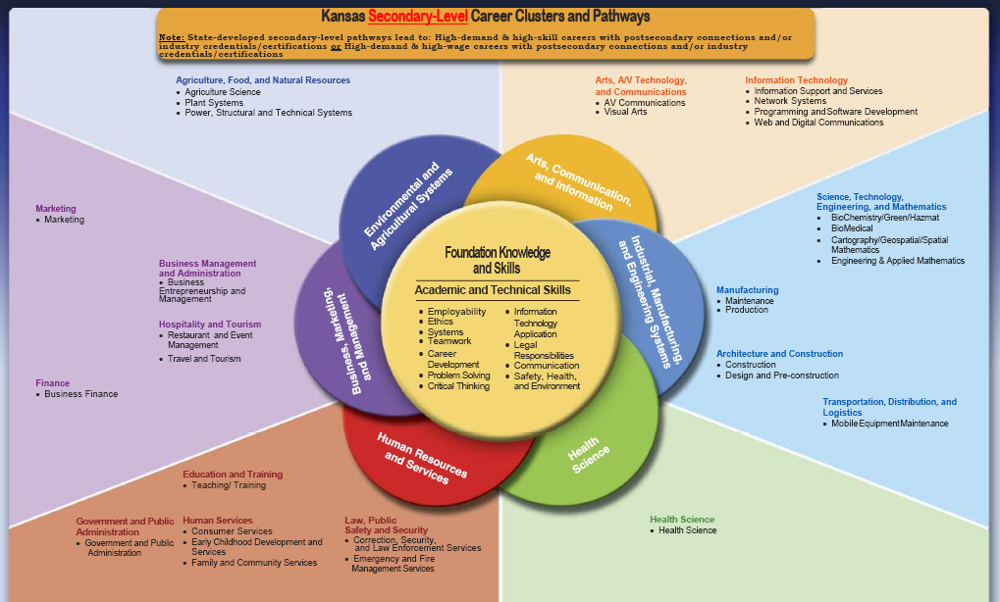 Kansas Secondary-Level Career Clusters and Pathways
Note: State-developed secondary-level pathways lead to: High-demand & high-skill careers with postsecondary connections and/or
industry credentials/certifications or High-demand & high-wage careers with postsecondary connections and/or industry
credentials/certifications
Agriculture, Food, and Natural Resources
• Agriculture Science
• Plant Systems
• Power, Structural and Technical Systems
Arts, A/V Technology,
and Communications
• AV Communications
• Visual Arts
Information Technology
• Information Support and Services
• Network Systems
• Programming and Software Development
• Web and Digital Communications
Marketing
• Marketing
Business Management
and Administration
• Business
Entrepreneurship and
Management
Hospitality and Tourism
• Restaurant and Event
Management
• Travel and Tourism
Finance
• Business Finance
Environmental and
Agricultural Systems
Arts, Communication,
and Information
Business, Marketing,
and Management
Industrial, Manufacturing,
and Engineering Systems
Human Resources
and Services
Health
Science
Foundation Knowledge
and Skills
Academic and Technical Skills
• Employability
• Ethics
• Systems
• Teamwork
• Career
Development
• Problem Solving
• Critical Thinking
• Information
Technology
Application
• Legal
Responsibilities
• Communication
• Safety, Health,
and Environment
Science, Technology,
Engineering, and Mathematics
• BioChemistry/Green/Hazmat
• BioMedical
• Cartography/Geospatial/Spatial
Mathematics
• Engineering & Applied Mathematics
Manufacturing
• Maintenance
• Production
Architecture and Construction
• Construction
• Design and Pre-construction
Transportation, Distribution, and
Logistics
• Mobile Equipment Maintenance
Education and Training
• Teaching/ Training
Government and Public
Administration
• Government and Public
Administration
Human Services
• Consumer Services
• Early Childhood Development and
Services
• Family and Community Services
Law, Public
Safety and Security
• Correction, Security,
and Law Enforcement Services
• Emergency and Fire
Management Services
Health Science
• Health Science